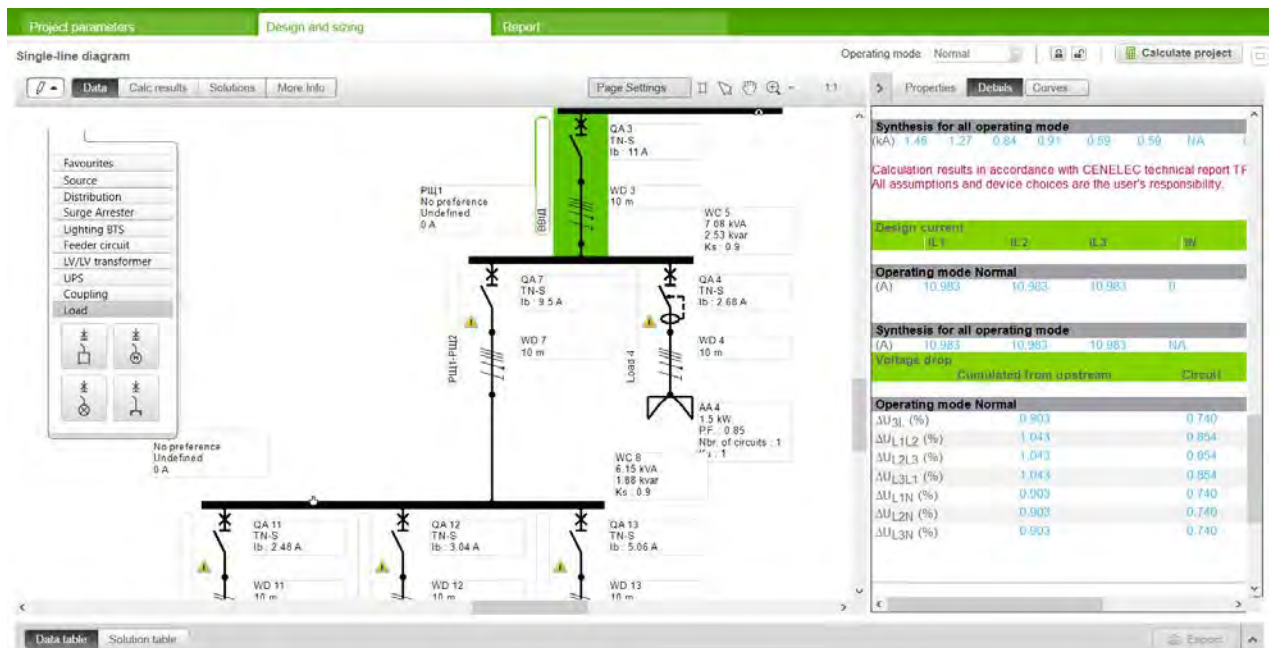 Project parameters
Design and sizing
Report
Single-line diagram
Operating mode Normal
Calculate project
Data
Calc results
Solutions
More Info
Page Settings
1:1
Properties
Details
Curves
Favourites
Source
Distribution
Surge Arrester
Lighting BTS
Feeder circuit
LV/LV transformer
UPS
Coupling
Load
No preference
Undefined
0 A
РЩ1
No preference
Undefined
0 A
ВВОД
QA 3
TN-S
Ib : 11 A
WD 3
10 m
WC 5
7.08 kVA
2.53 kvar
Ks : 0.9
QA 7
TN-S
Ib : 9.5 A
РЩ1-РЩ2
WD 7
10 m
QA 4
TN-S
Ib : 2.68 A
Load 4
WD 4
10 m
AA 4
1.5 kW
P.F. : 0.85
Nbr. of circuits : 1
WC 8
6.15 kVA
1.88 kvar
Ks : 0.9
QA 11
TN-S
Ib : 2.48 A
WD 11
10 m
QA 12
TN-S
Ib : 3.04 A
WD 12
10 m
QA 13
TN-S
Ib : 5.06 A
WD 13
10 m
Synthesis for all operating mode
(kA) 1.46 1.27 0.84 0.91 0.59 0.59 NA
Calculation results in accordance with CENELEC technical report TF
All assumptions and device choices are the user's responsibility.
Design current
IL1 IL2 IL3 IN
Operating mode Normal
(A) 10.983 10.983 10.983 0
Synthesis for all operating mode
(A) 10.983 10.983 10.983 NA
Voltage drop
Cumulated from upstream Circuit
Operating mode Normal
ΔU3L (%) 0.903 0.740
ΔUL1L2 (%) 1.043 0.854
ΔUL2L3 (%) 1.043 0.854
ΔUL3L1 (%) 1.043 0.854
ΔUL1N (%) 0.903 0.740
ΔUL2N (%) 0.903 0.740
ΔUL3N (%) 0.903 0.740
Data table
Solution table
Export